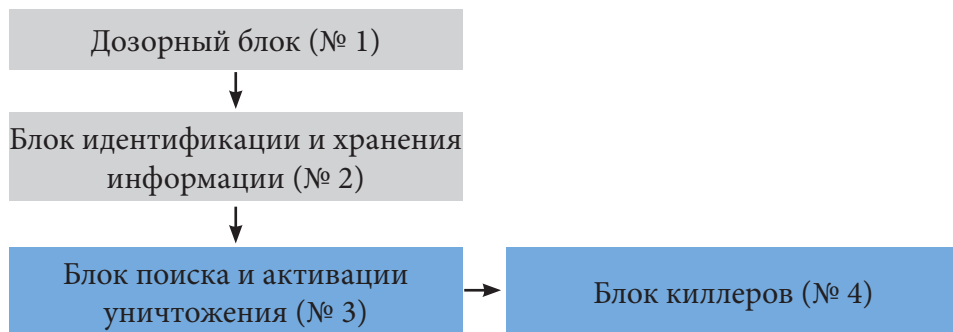 Дозорный блок (№ 1)
Блок идентификации и хранения
информации (№ 2)
Блок поиска и активации
уничтожения (№ 3)
Блок киллеров (№ 4)